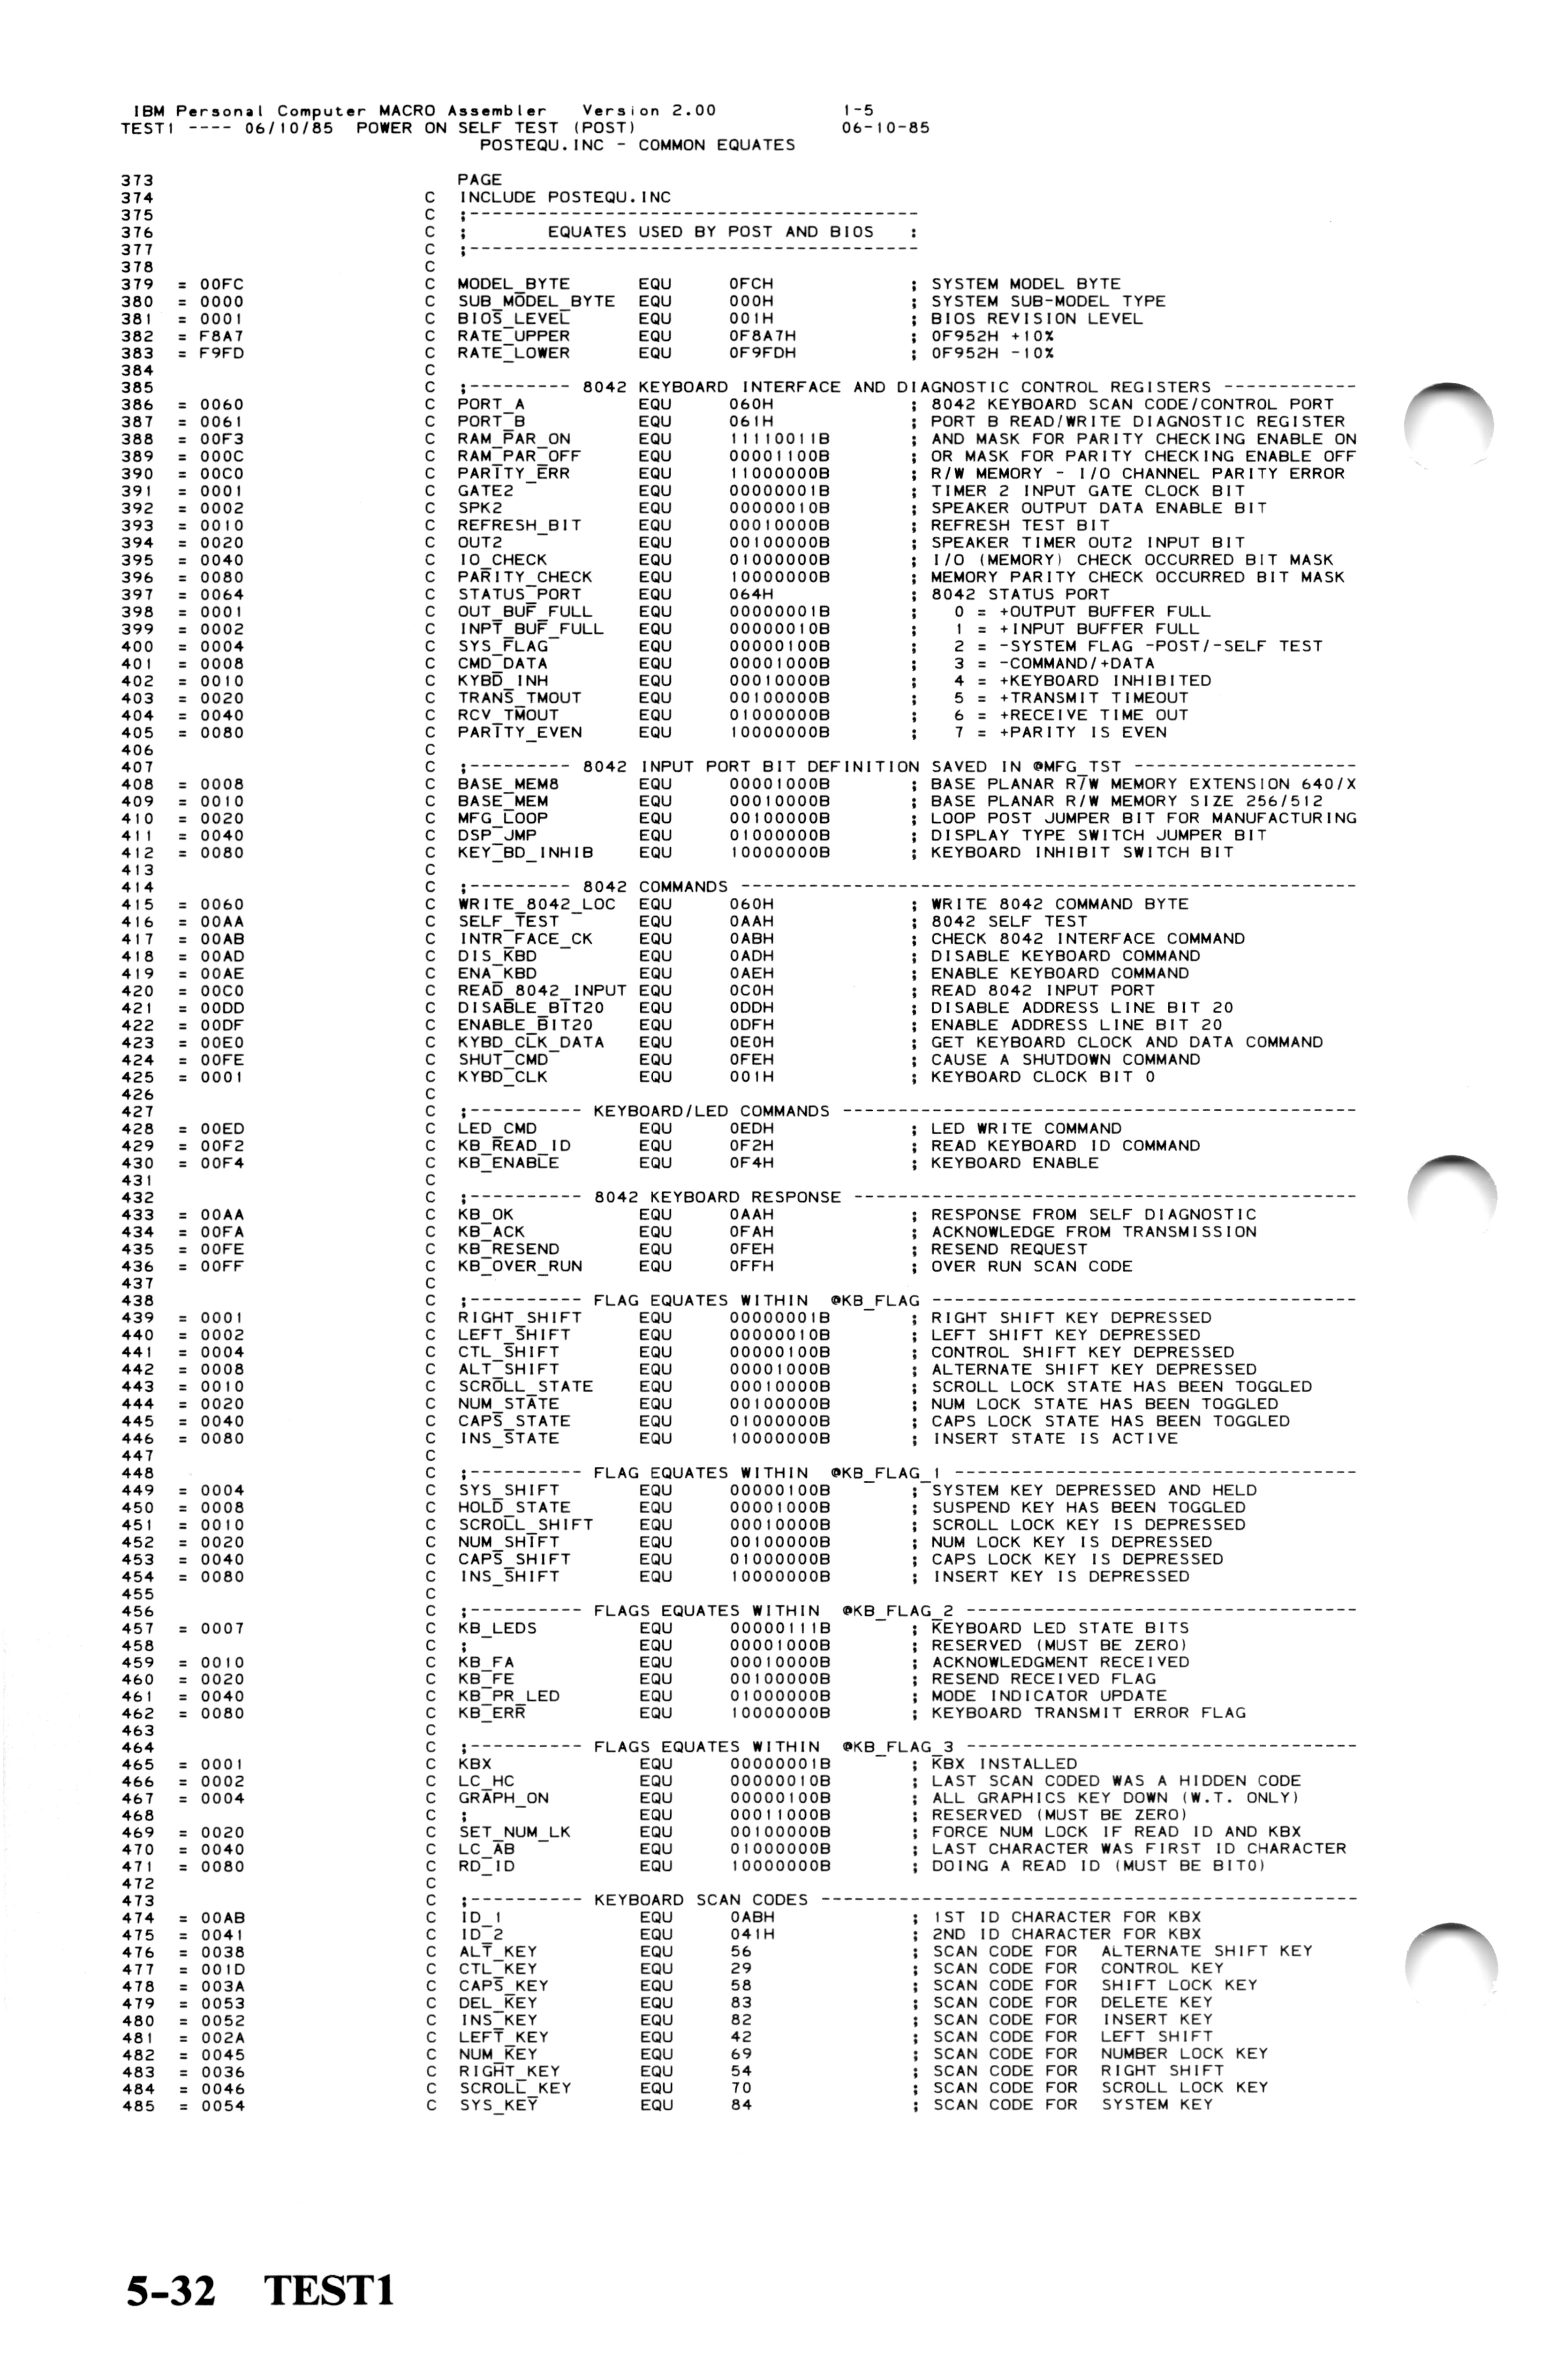 IBM Personal Computer MACRO Assembler   Version 2.00              1-5
TEST1 ---- 06/10/85  POWER ON SELF TEST (POST)                    06-10-85
POSTEQU.INC - COMMON EQUATES
373 PAGE
374 C INCLUDE POSTEQU.INC
375 C ;----------------------------------------
376 C ;       EQUATES USED BY POST AND BIOS   :
377 C ;----------------------------------------
378 C
379 = 00FC C MODEL_BYTE EQU 0FCH ; SYSTEM MODEL BYTE
380 = 0000 C SUB_MODEL_BYTE EQU 000H ; SYSTEM SUB-MODEL TYPE
381 = 0001 C BIOS_LEVEL EQU 001H ; BIOS REVISION LEVEL
382 = F8A7 C RATE_UPPER EQU 0F8A7H ; 0F952H +10%
383 = F9FD C RATE_LOWER EQU 0F9FDH ; 0F952H -10%
384 C
385 C ;--------- 8042 KEYBOARD INTERFACE AND DIAGNOSTIC CONTROL REGISTERS ------------
386 = 0060 C PORT_A EQU 060H ; 8042 KEYBOARD SCAN CODE/CONTROL PORT
387 = 0061 C PORT_B EQU 061H ; PORT B READ/WRITE DIAGNOSTIC REGISTER
388 = 00F3 C RAM_PAR_ON EQU 11110011B ; AND MASK FOR PARITY CHECKING ENABLE ON
389 = 000C C RAM_PAR_OFF EQU 00001100B ; OR MASK FOR PARITY CHECKING ENABLE OFF
390 = 00C0 C PARITY_ERR EQU 11000000B ; R/W MEMORY - I/O CHANNEL PARITY ERROR
391 = 0001 C GATE2 EQU 00000001B ; TIMER 2 INPUT GATE CLOCK BIT
392 = 0002 C SPK2 EQU 00000010B ; SPEAKER OUTPUT DATA ENABLE BIT
393 = 0010 C REFRESH_BIT EQU 00010000B ; REFRESH TEST BIT
394 = 0020 C OUT2 EQU 00100000B ; SPEAKER TIMER OUT2 INPUT BIT
395 = 0040 C IO_CHECK EQU 01000000B ; I/O (MEMORY) CHECK OCCURRED BIT MASK
396 = 0080 C PARITY_CHECK EQU 10000000B ; MEMORY PARITY CHECK OCCURRED BIT MASK
397 = 0064 C STATUS_PORT EQU 064H ; 8042 STATUS PORT
398 = 0001 C OUT_BUF_FULL EQU 00000001B ;   0 = +OUTPUT BUFFER FULL
399 = 0002 C INPT_BUF_FULL EQU 00000010B ;   1 = +INPUT BUFFER FULL
400 = 0004 C SYS_FLAG EQU 00000100B ;   2 = -SYSTEM FLAG -POST/-SELF TEST
401 = 0008 C CMD_DATA EQU 00001000B ;   3 = -COMMAND/+DATA
402 = 0010 C KYBD_INH EQU 00010000B ;   4 = +KEYBOARD INHIBITED
403 = 0020 C TRANS_TMOUT EQU 00100000B ;   5 = +TRANSMIT TIMEOUT
404 = 0040 C RCV_TMOUT EQU 01000000B ;   6 = +RECEIVE TIME OUT
405 = 0080 C PARITY_EVEN EQU 10000000B ;   7 = +PARITY IS EVEN
406 C
407 C ;--------- 8042 INPUT PORT BIT DEFINITION SAVED IN @MFG_TST --------------------
408 = 0008 C BASE_MEM8 EQU 00001000B ; BASE PLANAR R/W MEMORY EXTENSION 640/X
409 = 0010 C BASE_MEM EQU 00010000B ; BASE PLANAR R/W MEMORY SIZE 256/512
410 = 0020 C MFG_LOOP EQU 00100000B ; LOOP POST JUMPER BIT FOR MANUFACTURING
411 = 0040 C DSP_JMP EQU 01000000B ; DISPLAY TYPE SWITCH JUMPER BIT
412 = 0080 C KEY_BD_INHIB EQU 10000000B ; KEYBOARD INHIBIT SWITCH BIT
413 C
414 C ;--------- 8042 COMMANDS -------------------------------------------------------
415 = 0060 C WRITE_8042_LOC EQU 060H ; WRITE 8042 COMMAND BYTE
416 = 00AA C SELF_TEST EQU 0AAH ; 8042 SELF TEST
417 = 00AB C INTR_FACE_CK EQU 0ABH ; CHECK 8042 INTERFACE COMMAND
418 = 00AD C DIS_KBD EQU 0ADH ; DISABLE KEYBOARD COMMAND
419 = 00AE C ENA_KBD EQU 0AEH ; ENABLE KEYBOARD COMMAND
420 = 00C0 C READ_8042_INPUT EQU 0C0H ; READ 8042 INPUT PORT
421 = 00DD C DISABLE_BIT20 EQU 0DDH ; DISABLE ADDRESS LINE BIT 20
422 = 00DF C ENABLE_BIT20 EQU 0DFH ; ENABLE ADDRESS LINE BIT 20
423 = 00E0 C KYBD_CLK_DATA EQU 0E0H ; GET KEYBOARD CLOCK AND DATA COMMAND
424 = 00FE C SHUT_CMD EQU 0FEH ; CAUSE A SHUTDOWN COMMAND
425 = 0001 C KYBD_CLK EQU 001H ; KEYBOARD CLOCK BIT 0
426 C
427 C ;---------- KEYBOARD/LED COMMANDS ----------------------------------------------
428 = 00ED C LED_CMD EQU 0EDH ; LED WRITE COMMAND
429 = 00F2 C KB_READ_ID EQU 0F2H ; READ KEYBOARD ID COMMAND
430 = 00F4 C KB_ENABLE EQU 0F4H ; KEYBOARD ENABLE
431 C
432 C ;---------- 8042 KEYBOARD RESPONSE ---------------------------------------------
433 = 00AA C KB_OK EQU 0AAH ; RESPONSE FROM SELF DIAGNOSTIC
434 = 00FA C KB_ACK EQU 0FAH ; ACKNOWLEDGE FROM TRANSMISSION
435 = 00FE C KB_RESEND EQU 0FEH ; RESEND REQUEST
436 = 00FF C KB_OVER_RUN EQU 0FFH ; OVER RUN SCAN CODE
437 C
438 C ;---------- FLAG EQUATES WITHIN  @KB_FLAG --------------------------------------
439 = 0001 C RIGHT_SHIFT EQU 00000001B ; RIGHT SHIFT KEY DEPRESSED
440 = 0002 C LEFT_SHIFT EQU 00000010B ; LEFT SHIFT KEY DEPRESSED
441 = 0004 C CTL_SHIFT EQU 00000100B ; CONTROL SHIFT KEY DEPRESSED
442 = 0008 C ALT_SHIFT EQU 00001000B ; ALTERNATE SHIFT KEY DEPRESSED
443 = 0010 C SCROLL_STATE EQU 00010000B ; SCROLL LOCK STATE HAS BEEN TOGGLED
444 = 0020 C NUM_STATE EQU 00100000B ; NUM LOCK STATE HAS BEEN TOGGLED
445 = 0040 C CAPS_STATE EQU 01000000B ; CAPS LOCK STATE HAS BEEN TOGGLED
446 = 0080 C INS_STATE EQU 10000000B ; INSERT STATE IS ACTIVE
447 C
448 C ;---------- FLAG EQUATES WITHIN  @KB_FLAG_1 ------------------------------------
449 = 0004 C SYS_SHIFT EQU 00000100B ; SYSTEM KEY DEPRESSED AND HELD
450 = 0008 C HOLD_STATE EQU 00001000B ; SUSPEND KEY HAS BEEN TOGGLED
451 = 0010 C SCROLL_SHIFT EQU 00010000B ; SCROLL LOCK KEY IS DEPRESSED
452 = 0020 C NUM_SHIFT EQU 00100000B ; NUM LOCK KEY IS DEPRESSED
453 = 0040 C CAPS_SHIFT EQU 01000000B ; CAPS LOCK KEY IS DEPRESSED
454 = 0080 C INS_SHIFT EQU 10000000B ; INSERT KEY IS DEPRESSED
455 C
456 C ;---------- FLAGS EQUATES WITHIN  @KB_FLAG_2 -----------------------------------
457 = 0007 C KB_LEDS EQU 00000111B ; KEYBOARD LED STATE BITS
458 C ; EQU 00001000B ; RESERVED (MUST BE ZERO)
459 = 0010 C KB_FA EQU 00010000B ; ACKNOWLEDGMENT RECEIVED
460 = 0020 C KB_FE EQU 00100000B ; RESEND RECEIVED FLAG
461 = 0040 C KB_PR_LED EQU 01000000B ; MODE INDICATOR UPDATE
462 = 0080 C KB_ERR EQU 10000000B ; KEYBOARD TRANSMIT ERROR FLAG
463 C
464 C ;---------- FLAGS EQUATES WITHIN  @KB_FLAG_3 -----------------------------------
465 = 0001 C KBX EQU 00000001B ; KBX INSTALLED
466 = 0002 C LC_HC EQU 00000010B ; LAST SCAN CODED WAS A HIDDEN CODE
467 = 0004 C GRAPH_ON EQU 00000100B ; ALL GRAPHICS KEY DOWN (W.T. ONLY)
468 C ; EQU 00011000B ; RESERVED (MUST BE ZERO)
469 = 0020 C SET_NUM_LK EQU 00100000B ; FORCE NUM LOCK IF READ ID AND KBX
470 = 0040 C LC_AB EQU 01000000B ; LAST CHARACTER WAS FIRST ID CHARACTER
471 = 0080 C RD_ID EQU 10000000B ; DOING A READ ID (MUST BE BIT0)
472 C
473 C ;---------- KEYBOARD SCAN CODES ------------------------------------------------
474 = 00AB C ID_1 EQU 0ABH ; 1ST ID CHARACTER FOR KBX
475 = 0041 C ID_2 EQU 041H ; 2ND ID CHARACTER FOR KBX
476 = 0038 C ALT_KEY EQU 56 ; SCAN CODE FOR  ALTERNATE SHIFT KEY
477 = 001D C CTL_KEY EQU 29 ; SCAN CODE FOR  CONTROL KEY
478 = 003A C CAPS_KEY EQU 58 ; SCAN CODE FOR  SHIFT LOCK KEY
479 = 0053 C DEL_KEY EQU 83 ; SCAN CODE FOR  DELETE KEY
480 = 0052 C INS_KEY EQU 82 ; SCAN CODE FOR  INSERT KEY
481 = 002A C LEFT_KEY EQU 42 ; SCAN CODE FOR  LEFT SHIFT
482 = 0045 C NUM_KEY EQU 69 ; SCAN CODE FOR  NUMBER LOCK KEY
483 = 0036 C RIGHT_KEY EQU 54 ; SCAN CODE FOR  RIGHT SHIFT
484 = 0046 C SCROLL_KEY EQU 70 ; SCAN CODE FOR  SCROLL LOCK KEY
485 = 0054 C SYS_KEY EQU 84 ; SCAN CODE FOR  SYSTEM KEY
5-32   TEST1